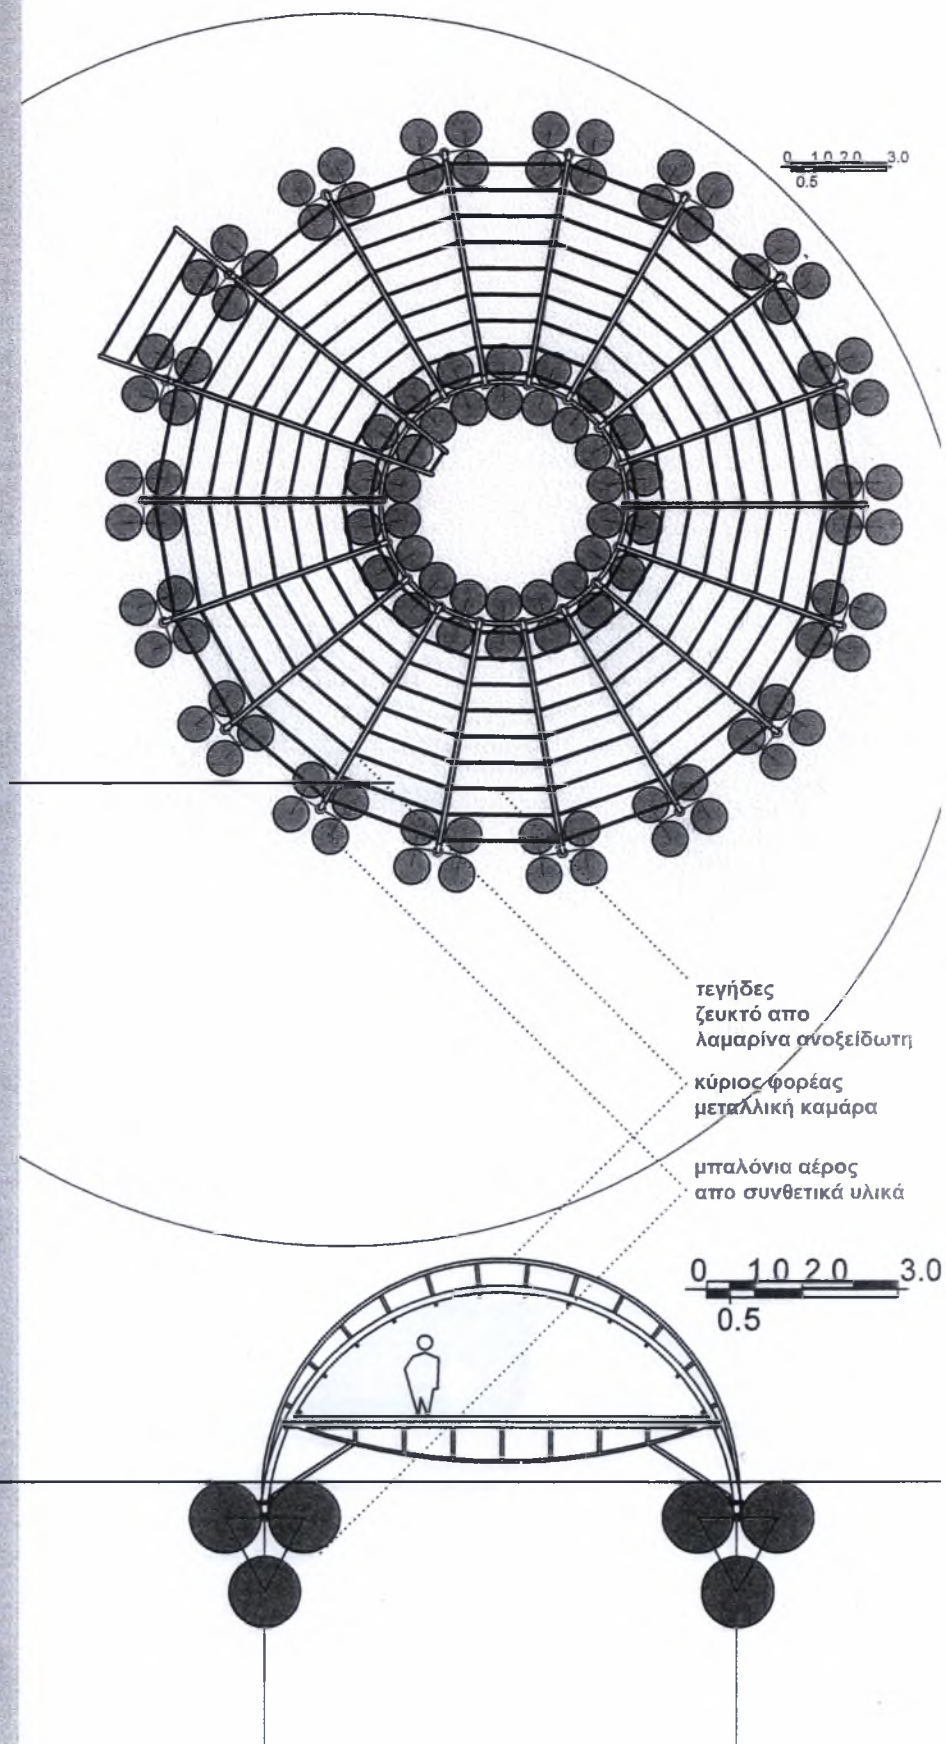 0 1.0 2.0 3.0
0.5
τεγήδες
ζευκτό απο
λαμαρίνα ανοξείδωτη
κύριος φορέας
μεταλλική καμάρα
μπαλόνια αέρος
απο συνθετικά υλικά
0 1.0 2.0 3.0
0.5